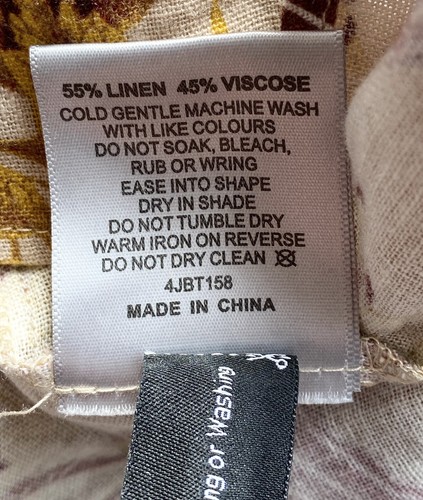 55% LINEN 45% VISCOSE
COLD GENTLE MACHINE WASH
WITH LIKE COLOURS
DO NOT SOAK, BLEACH,
RUB OR WRING
EASE INTO SHAPE
DRY IN SHADE
DO NOT TUMBLE DRY
WARM IRON ON REVERSE
DO NOT DRY CLEAN
4JBT158
MADE IN CHINA
ng or Washing